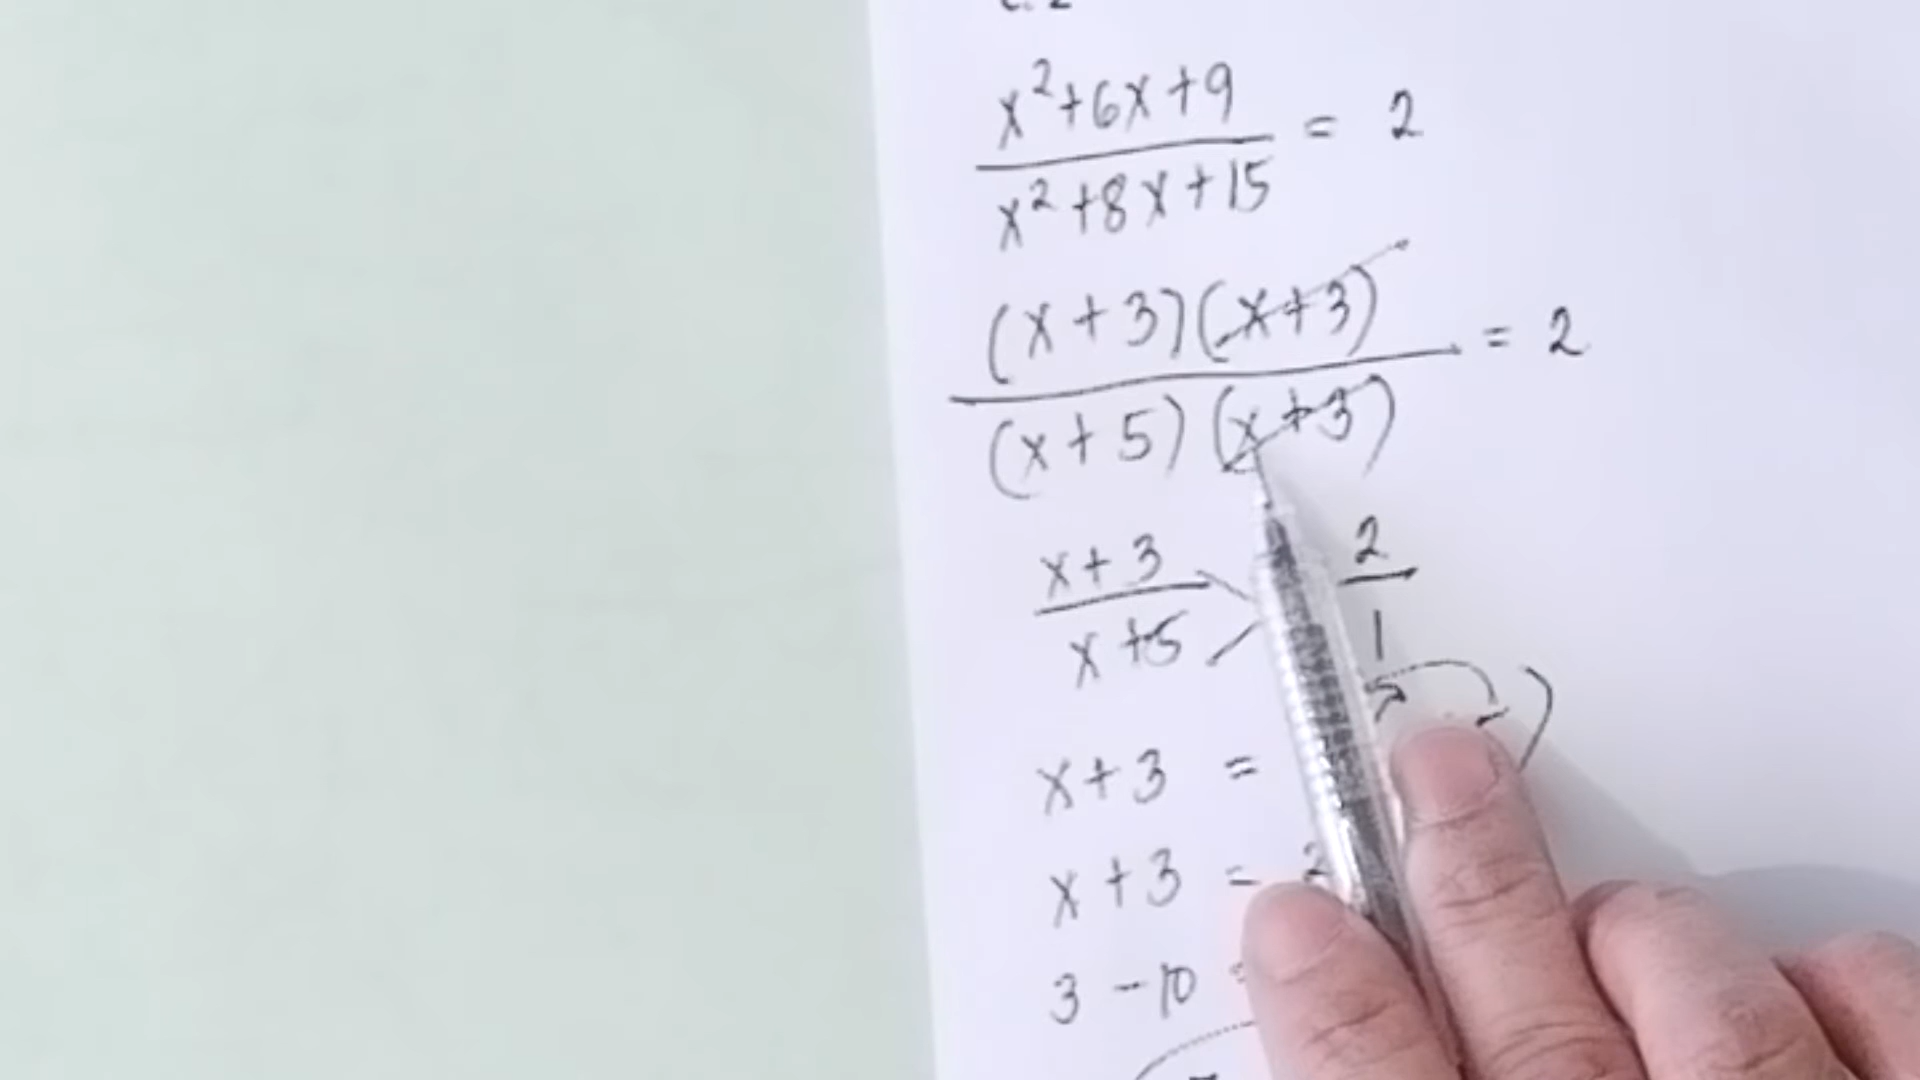 x²+6x+9 / x²+8x+15 = 2
(x+3)(x+3) / (x+5)(x+3) = 2
x+3 / x+5 2 / 1
x+3 =
x+3 = 2
3-10 =